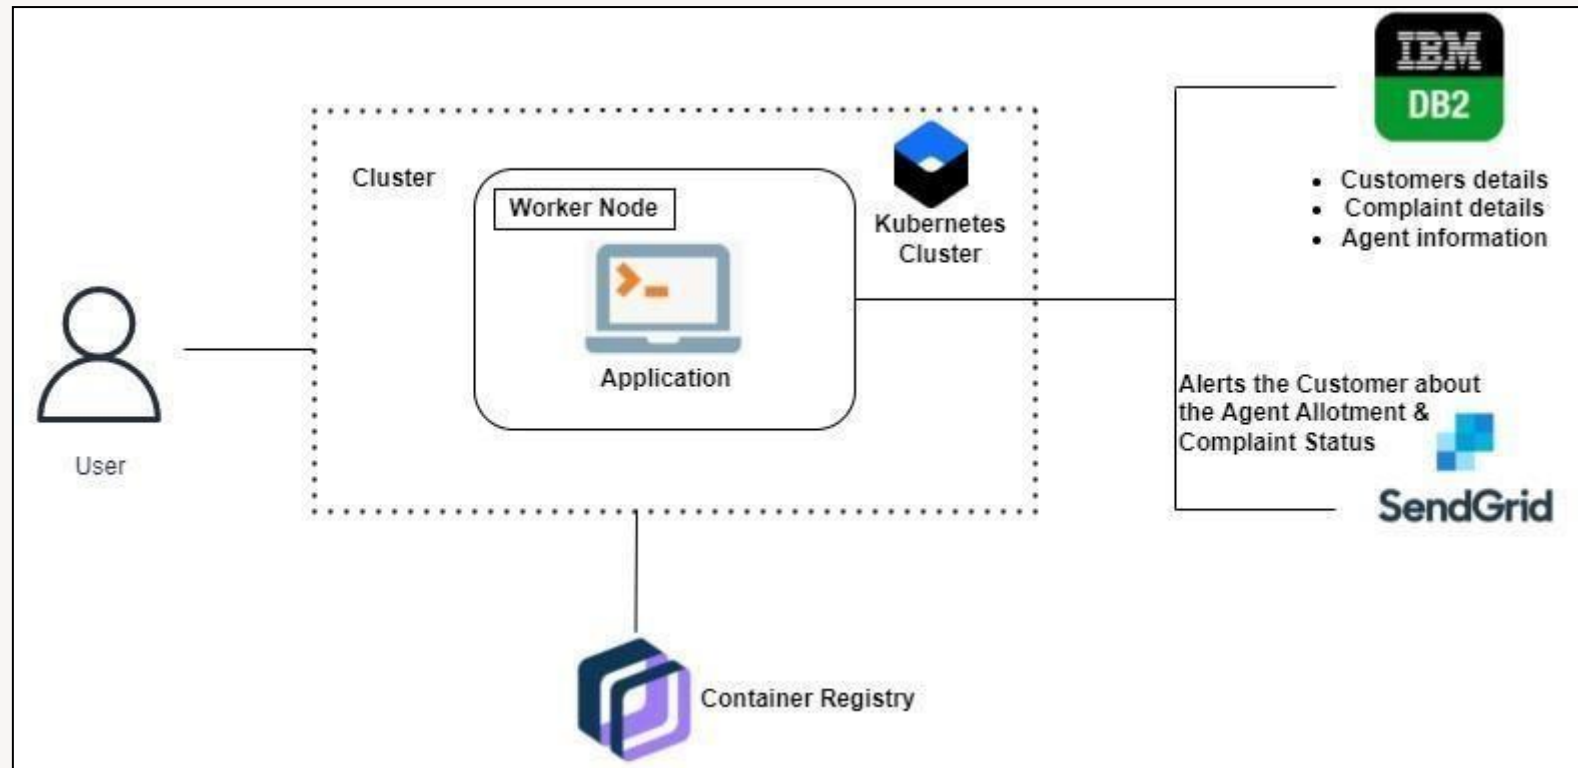 IBM
DB2
• Customers details
• Complaint details
• Agent information
Cluster
Worker Node
Kubernetes
Cluster
Application
User
Alerts the Customer about
the Agent Allotment &
Complaint Status
SendGrid
Container Registry